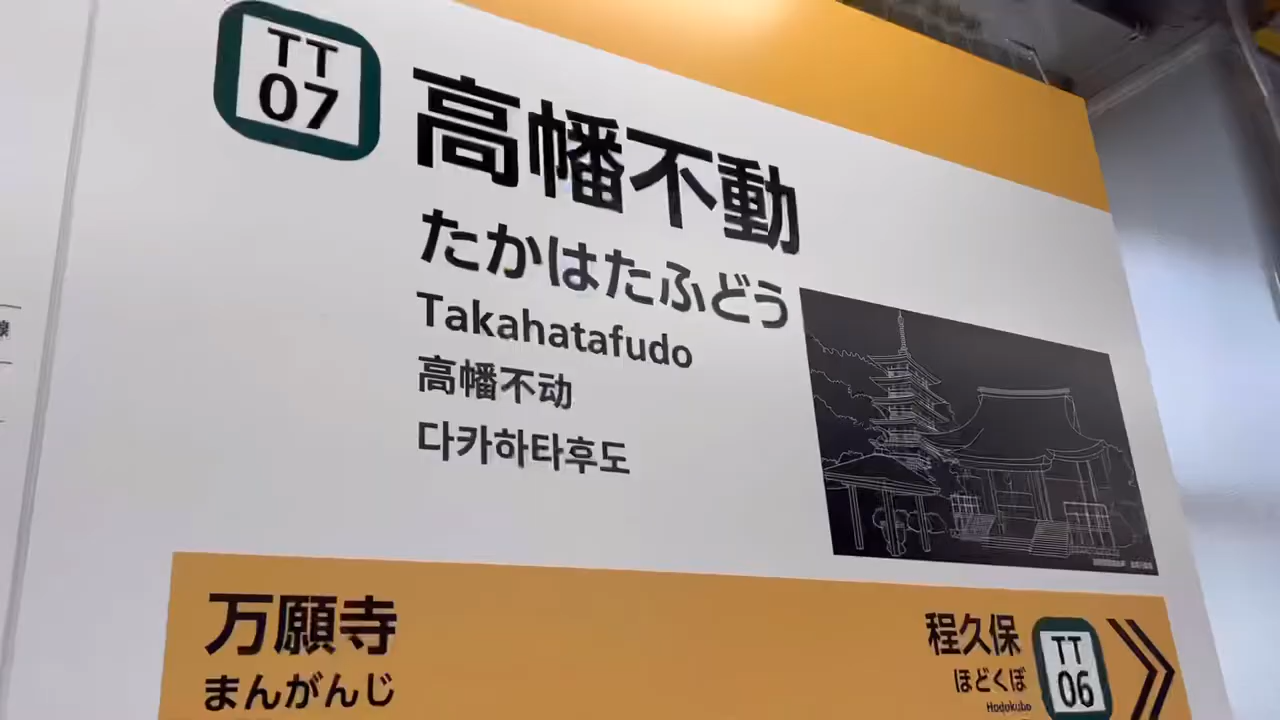 TT
07
高幡不動
たかはたふどう
Takahatafudo
高幡不动
다카하타후도
万願寺
まんがんじ
程久保
ほどくぼ
Hodokubo
TT
06